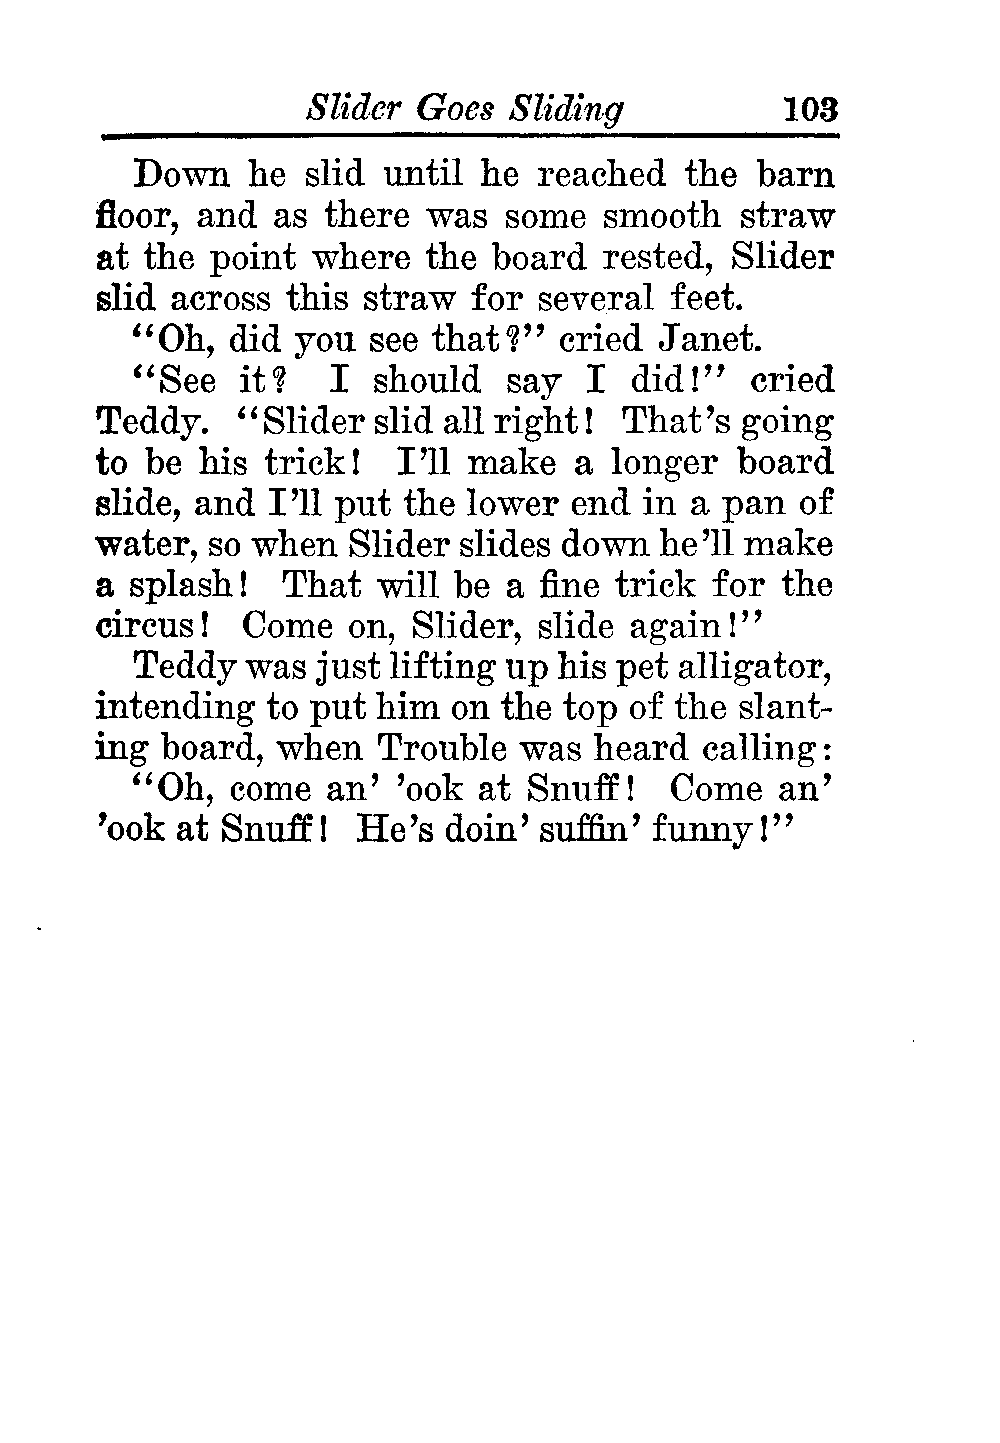 Slider Goes Sliding 103
Down he slid until he reached the barn
floor, and as there was some smooth straw
at the point where the board rested, Slider
slid across this straw for several feet.
“Oh, did you see that?” cried Janet.
“See it? I should say I did!” cried
Teddy. “Slider slid all right! That’s going
to be his trick! I’ll make a longer board
slide, and I’ll put the lower end in a pan of
water, so when Slider slides down he’ll make
a splash! That will be a fine trick for the
circus! Come on, Slider, slide again!”
Teddy was just lifting up his pet alligator,
intending to put him on the top of the slant-
ing board, when Trouble was heard calling:
“Oh, come an’ ’ook at Snuff! Come an’
’ook at Snuff! He’s doin’ suffin’ funny!”